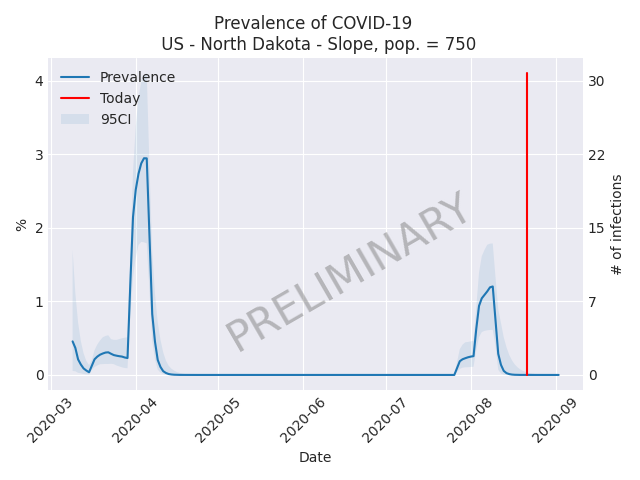 Prevalence of COVID-19
US - North Dakota - Slope, pop. = 750
Prevalence
Today
95CI
4
3
2
1
0
%
30
22
15
7
0
# of infections
PRELIMINARY
2020-03
2020-04
2020-05
2020-06
2020-07
2020-08
2020-09
Date